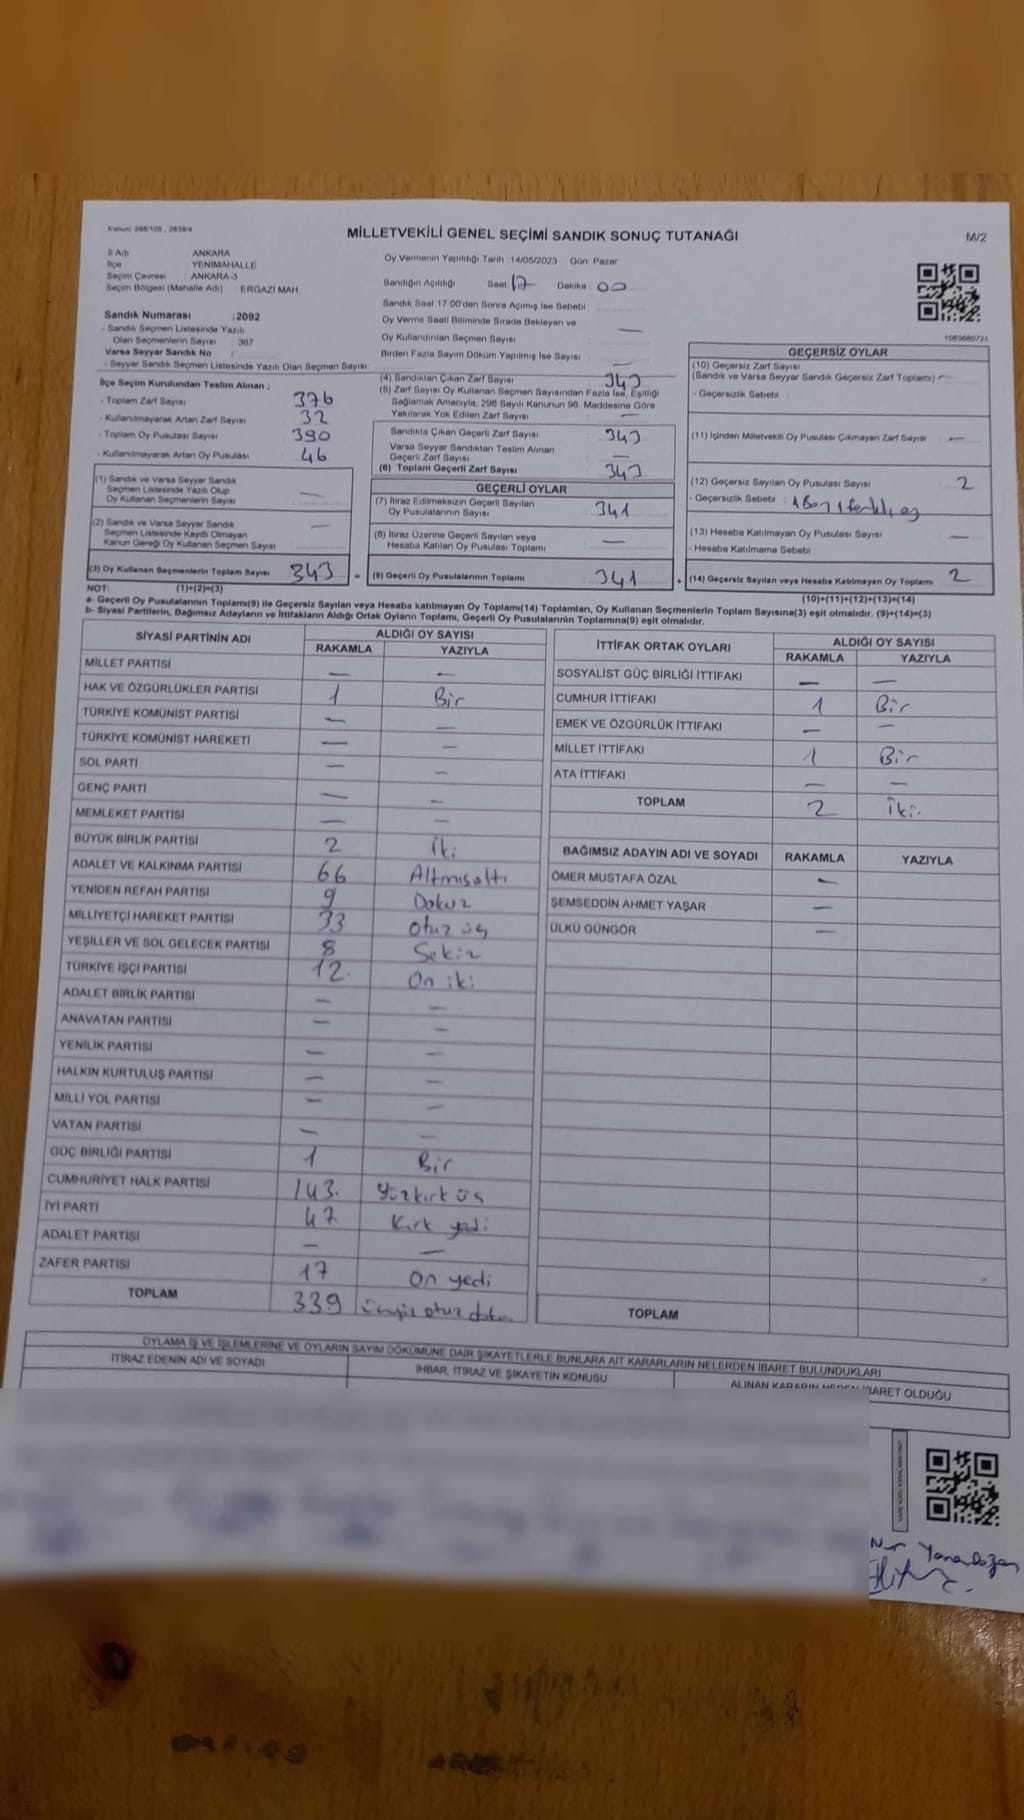 Kanun: 298/105 , 2839/4
MİLLETVEKİLİ GENEL SEÇİMİ SANDIK SONUÇ TUTANAĞI
M/2
İl Adı : ANKARA
İlçe : YENİMAHALLE
Seçim Çevresi : ANKARA-3
Seçim Bölgesi (Mahalle Adı) : ERGAZİ MAH.
Sandık Numarası : 2092
- Sandık Seçmen Listesinde Yazılı
Olan Seçmenlerin Sayısı : 367
Varsa Seyyar Sandık No :
- Seyyar Sandık Seçmen Listesinde Yazılı Olan Seçmen Sayısı:
Oy Vermenin Yapıldığı Tarih : 14/05/2023 Gün: Pazar
Sandığın Açıldığı Saat 17 Dakika : 00
Sandık Saat 17:00'den Sonra Açımış İse Sebebi :
Oy Verme Saati Bitiminde Sırada Bekleyen ve
Oy Kullandırılan Seçmen Sayısı : —
Birden Fazla Sayım Döküm Yapılmış İse Sayısı :
1089680721
İlçe Seçim Kurulundan Teslim Alınan ;
- Toplam Zarf Sayısı : 376
- Kullanılmayarak Artan Zarf Sayısı : 32
- Toplam Oy Pusulası Sayısı : 390
- Kullanılmayarak Artan Oy Pusulası : 46
(1) Sandık ve Varsa Seyyar Sandık
Seçmen Listesinde Yazılı Olup
Oy Kullanan Seçmenlerin Sayısı : —
(2) Sandık ve Varsa Seyyar Sandık
Seçmen Listesinde Kayıtlı Olmayan
Kanun Gereği Oy Kullanan Seçmen Sayısı : —
(3) Oy Kullanan Seçmenlerin Toplam Sayısı : 343 =
(4) Sandıktan Çıkan Zarf Sayısı : 343
(5) Zarf Sayısı Oy Kullanan Seçmen Sayısından Fazla İse, Eşitliği
Sağlamak Amacıyla, 298 Sayılı Kanunun 98. Maddesine Göre
Yakılarak Yok Edilen Zarf Sayısı : —
Sandıkta Çıkan Geçerli Zarf Sayısı : 343
Varsa Seyyar Sandıktan Teslim Alınan
Geçerli Zarf Sayısı : —
(6) Toplam Geçerli Zarf Sayısı : 343
GEÇERLİ OYLAR
(7) İtiraz Edilmeksizin Geçerli Sayılan
Oy Pusulalarının Sayısı : 341
(8) İtiraz Üzerine Geçerli Sayılan veya
Hesaba Katılan Oy Pusulası Toplamı : —
(9) Geçerli Oy Pusulalarının Toplamı : 341 +
GEÇERSİZ OYLAR
(10) Geçersiz Zarf Sayısı
(Sandık ve Varsa Seyyar Sandık Geçersiz Zarf Toplamı) : —
- Geçersizlik Sebebi :
(11) İçinden Milletvekili Oy Pusulası Çıkmayan Zarf Sayısı : —
(12) Geçersiz Sayılan Oy Pusulası Sayısı : 2
- Geçersizlik Sebebi : 1 Boş 1
(13) Hesaba Katılmayan Oy Pusulası Sayısı : —
- Hesaba Katılmama Sebebi :
(14) Geçersiz Sayılan veya Hesaba Katılmayan Oy Toplamı : 2
NOT: (1)+(2)=(3)
(10)+(11)+(12)+(13)=(14)
a- Geçerli Oy Pusulalarının Toplamı(9) ile Geçersiz Sayılan veya Hesaba katılmayan Oy Toplamı(14) Toplamları, Oy Kullanan Seçmenlerin Toplam Sayısına(3) eşit olmalıdır. (9)+(14)=(3)
b- Siyasi Partilerin, Bağımsız Adayların ve İttifakların Aldığı Ortak Oyların Toplamı, Geçerli Oy Pusulalarının Toplamına(9) eşit olmalıdır.
SİYASİ PARTİNİN ADI ALDIĞI OY SAYISI
RAKAMLA YAZIYLA
MİLLET PARTİSİ — —
HAK VE ÖZGÜRLÜKLER PARTİSİ 1 Bir
TÜRKİYE KOMÜNİST PARTİSİ — —
TÜRKİYE KOMÜNİST HAREKETİ — —
SOL PARTİ — —
GENÇ PARTİ — —
MEMLEKET PARTİSİ — —
BÜYÜK BİRLİK PARTİSİ 2 İki
ADALET VE KALKINMA PARTİSİ 66 Altmışaltı
YENİDEN REFAH PARTİSİ 9 Dokuz
MİLLİYETÇİ HAREKET PARTİSİ 33 Otuz üç
YEŞİLLER VE SOL GELECEK PARTİSİ 8 Sekiz
TÜRKİYE İŞÇİ PARTİSİ 12. On iki
ADALET BİRLİK PARTİSİ — —
ANAVATAN PARTİSİ — —
YENİLİK PARTİSİ — —
HALKIN KURTULUŞ PARTİSİ — —
MİLLİ YOL PARTİSİ — —
VATAN PARTİSİ — —
GÜÇ BİRLİĞİ PARTİSİ 1 Bir
CUMHURİYET HALK PARTİSİ 143. Yüzkırk üç
İYİ PARTİ 47 Kırk yedi
ADALET PARTİSİ — —
ZAFER PARTİSİ 17 On yedi
TOPLAM 339 üçyüz otuz dokuz
İTTİFAK ORTAK OYLARI ALDIĞI OY SAYISI
RAKAMLA YAZIYLA
SOSYALİST GÜÇ BİRLİĞİ İTTİFAKI — —
CUMHUR İTTİFAKI 1 Bir
EMEK VE ÖZGÜRLÜK İTTİFAKI — —
MİLLET İTTİFAKI 1 Bir
ATA İTTİFAKI — —
TOPLAM 2 İki.
BAĞIMSIZ ADAYIN ADI VE SOYADI RAKAMLA YAZIYLA
ÖMER MUSTAFA ÖZAL —
ŞEMSEDDİN AHMET YAŞAR —
ÜLKÜ GÜNGÖR —
TOPLAM
OYLAMA İŞ VE İŞLEMLERİNE VE OYLARIN SAYIM DÖKÜMÜNE DAİR ŞİKAYETLERLE BUNLARA AİT KARARLARIN NELERDEN İBARET BULUNDUKLARI
İTİRAZ EDENİN ADI VE SOYADI İHBAR, İTİRAZ VE ŞİKAYETİN KONUSU ALINAN KARARIN NEDEN İBARET OLDUĞU
Nur